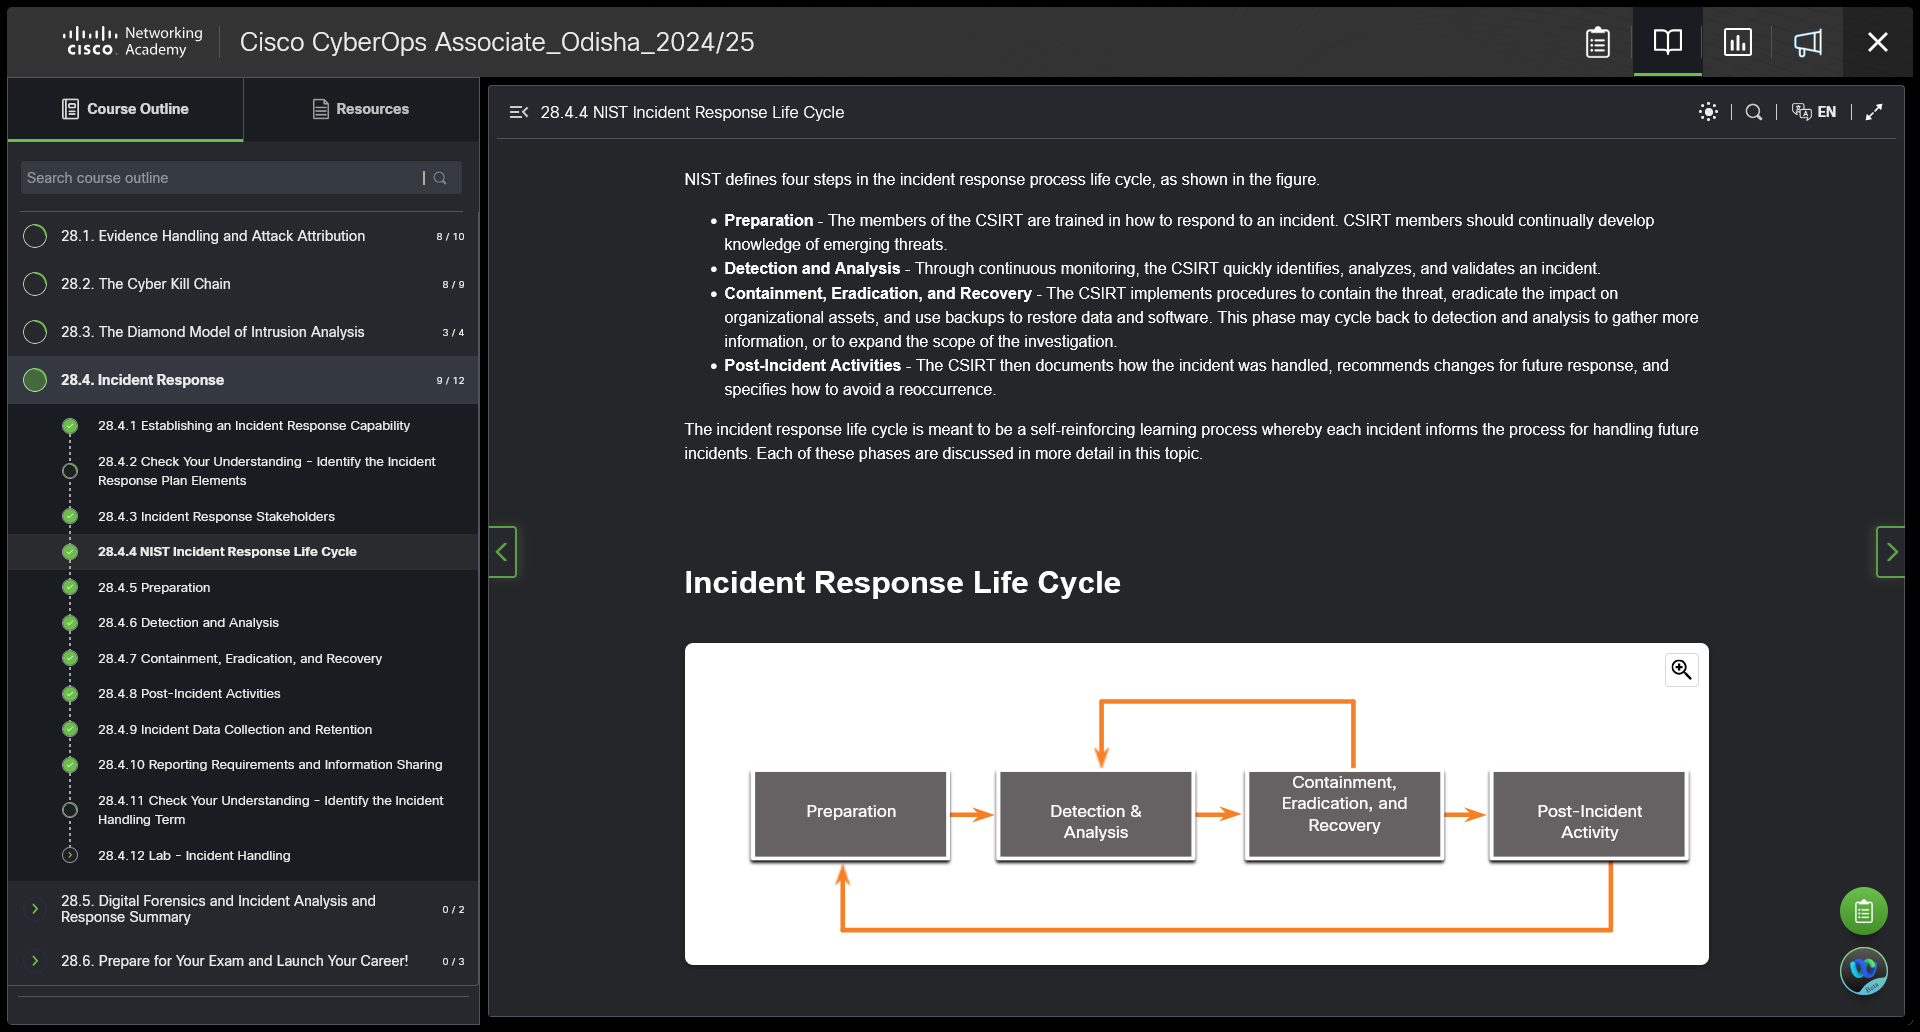 CISCO Networking Academy
Cisco CyberOps Associate_Odisha_2024/25
Course Outline
Resources
Search course outline
28.1. Evidence Handling and Attack Attribution 8 / 10
28.2. The Cyber Kill Chain 8 / 9
28.3. The Diamond Model of Intrusion Analysis 3 / 4
28.4. Incident Response 9 / 12
28.4.1 Establishing an Incident Response Capability
28.4.2 Check Your Understanding - Identify the Incident
Response Plan Elements
28.4.3 Incident Response Stakeholders
28.4.4 NIST Incident Response Life Cycle
28.4.5 Preparation
28.4.6 Detection and Analysis
28.4.7 Containment, Eradication, and Recovery
28.4.8 Post-Incident Activities
28.4.9 Incident Data Collection and Retention
28.4.10 Reporting Requirements and Information Sharing
28.4.11 Check Your Understanding - Identify the Incident
Handling Term
28.4.12 Lab - Incident Handling
28.5. Digital Forensics and Incident Analysis and
Response Summary 0 / 2
28.6. Prepare for Your Exam and Launch Your Career! 0 / 3
28.4.4 NIST Incident Response Life Cycle
EN
NIST defines four steps in the incident response process life cycle, as shown in the figure.
• Preparation - The members of the CSIRT are trained in how to respond to an incident. CSIRT members should continually develop
knowledge of emerging threats.
• Detection and Analysis - Through continuous monitoring, the CSIRT quickly identifies, analyzes, and validates an incident.
• Containment, Eradication, and Recovery - The CSIRT implements procedures to contain the threat, eradicate the impact on
organizational assets, and use backups to restore data and software. This phase may cycle back to detection and analysis to gather more
information, or to expand the scope of the investigation.
• Post-Incident Activities - The CSIRT then documents how the incident was handled, recommends changes for future response, and
specifies how to avoid a reoccurrence.
The incident response life cycle is meant to be a self-reinforcing learning process whereby each incident informs the process for handling future
incidents. Each of these phases are discussed in more detail in this topic.
Incident Response Life Cycle
Preparation
Detection &
Analysis
Containment,
Eradication, and
Recovery
Post-Incident
Activity
Beta